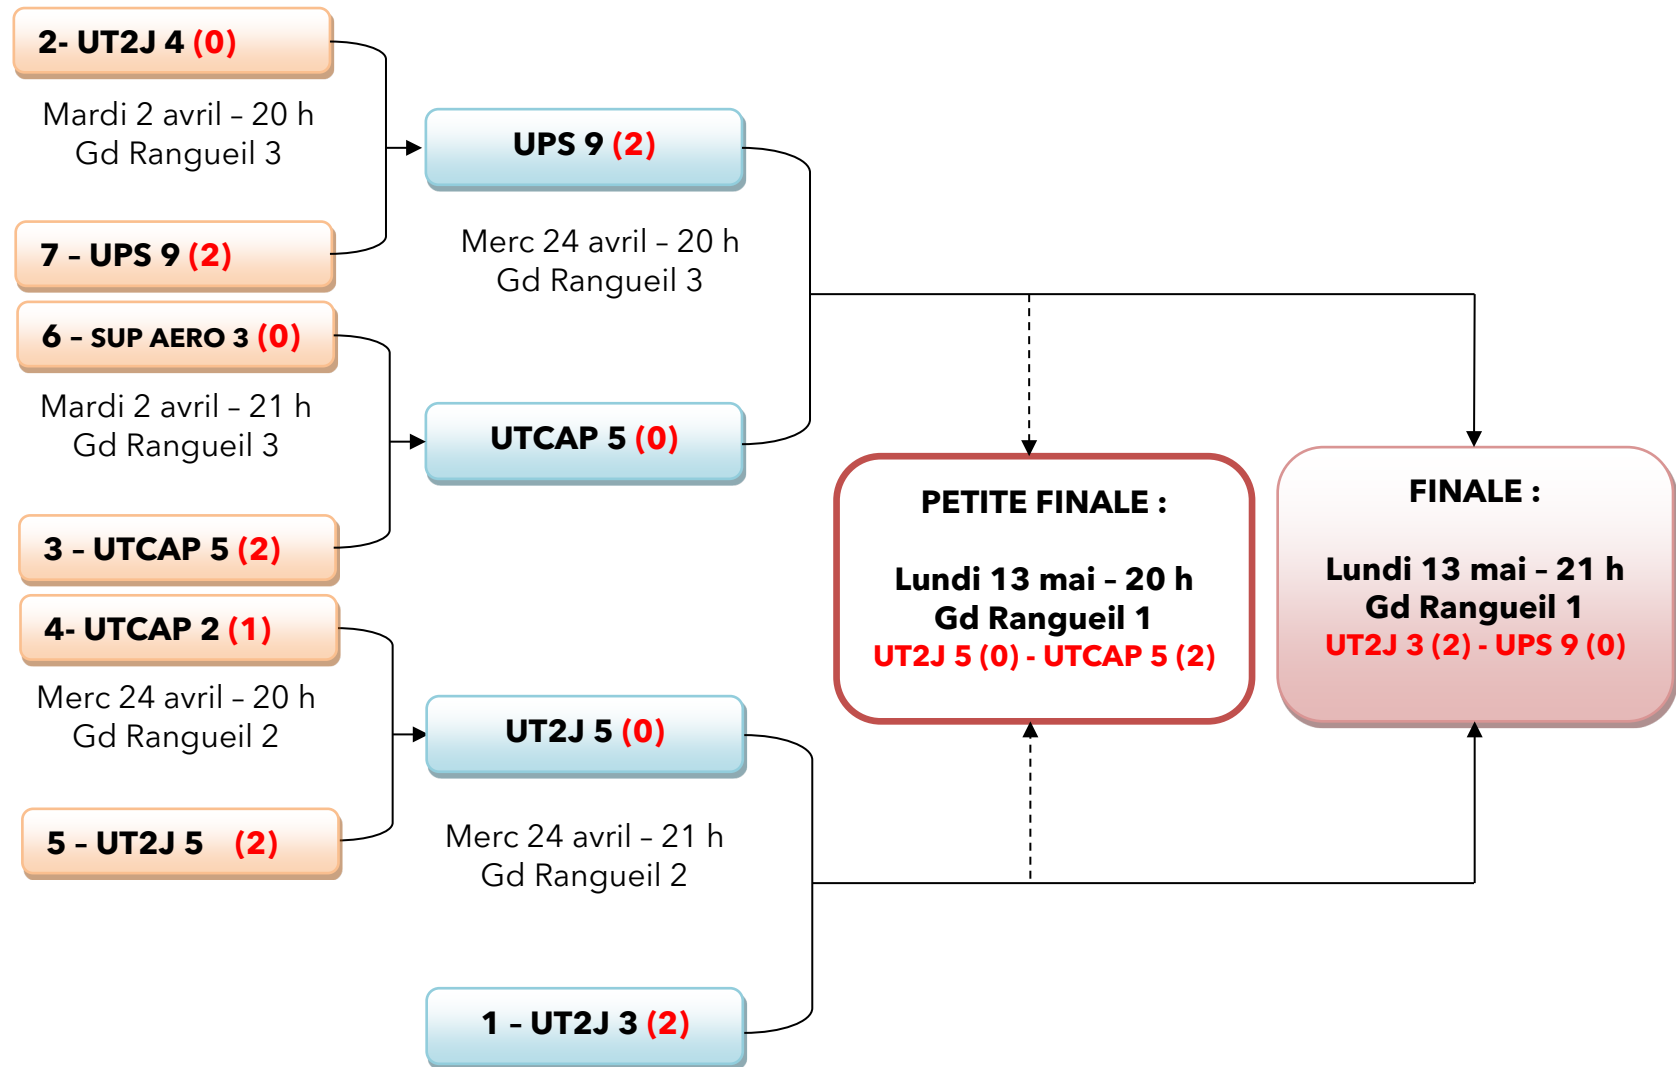 2- UT2J 4 (0)
Mardi 2 avril – 20 h
Gd Rangueil 3
7 – UPS 9 (2)
6 – SUP AERO 3 (0)
Mardi 2 avril – 21 h
Gd Rangueil 3
3 – UTCAP 5 (2)
4- UTCAP 2 (1)
Merc 24 avril – 20 h
Gd Rangueil 2
5 – UT2J 5 (2)
UPS 9 (2)
Merc 24 avril – 20 h
Gd Rangueil 3
UTCAP 5 (0)
UT2J 5 (0)
Merc 24 avril – 21 h
Gd Rangueil 2
1 – UT2J 3 (2)
PETITE FINALE :
Lundi 13 mai – 20 h
Gd Rangueil 1
UT2J 5 (0) - UTCAP 5 (2)
FINALE :
Lundi 13 mai – 21 h
Gd Rangueil 1
UT2J 3 (2) - UPS 9 (0)